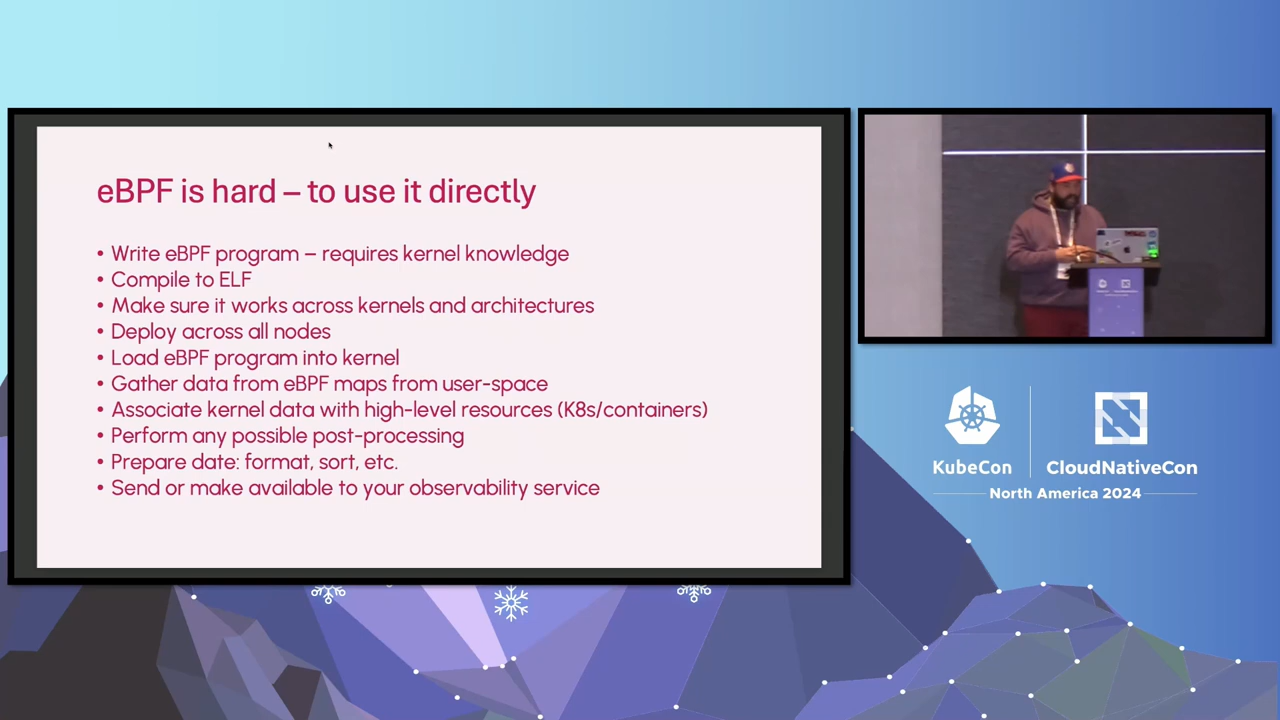 eBPF is hard – to use it directly
• Write eBPF program – requires kernel knowledge
• Compile to ELF
• Make sure it works across kernels and architectures
• Deploy across all nodes
• Load eBPF program into kernel
• Gather data from eBPF maps from user-space
• Associate kernel data with high-level resources (K8s/containers)
• Perform any possible post-processing
• Prepare date: format, sort, etc.
• Send or make available to your observability service
KubeCon
CloudNativeCon
North America 2024